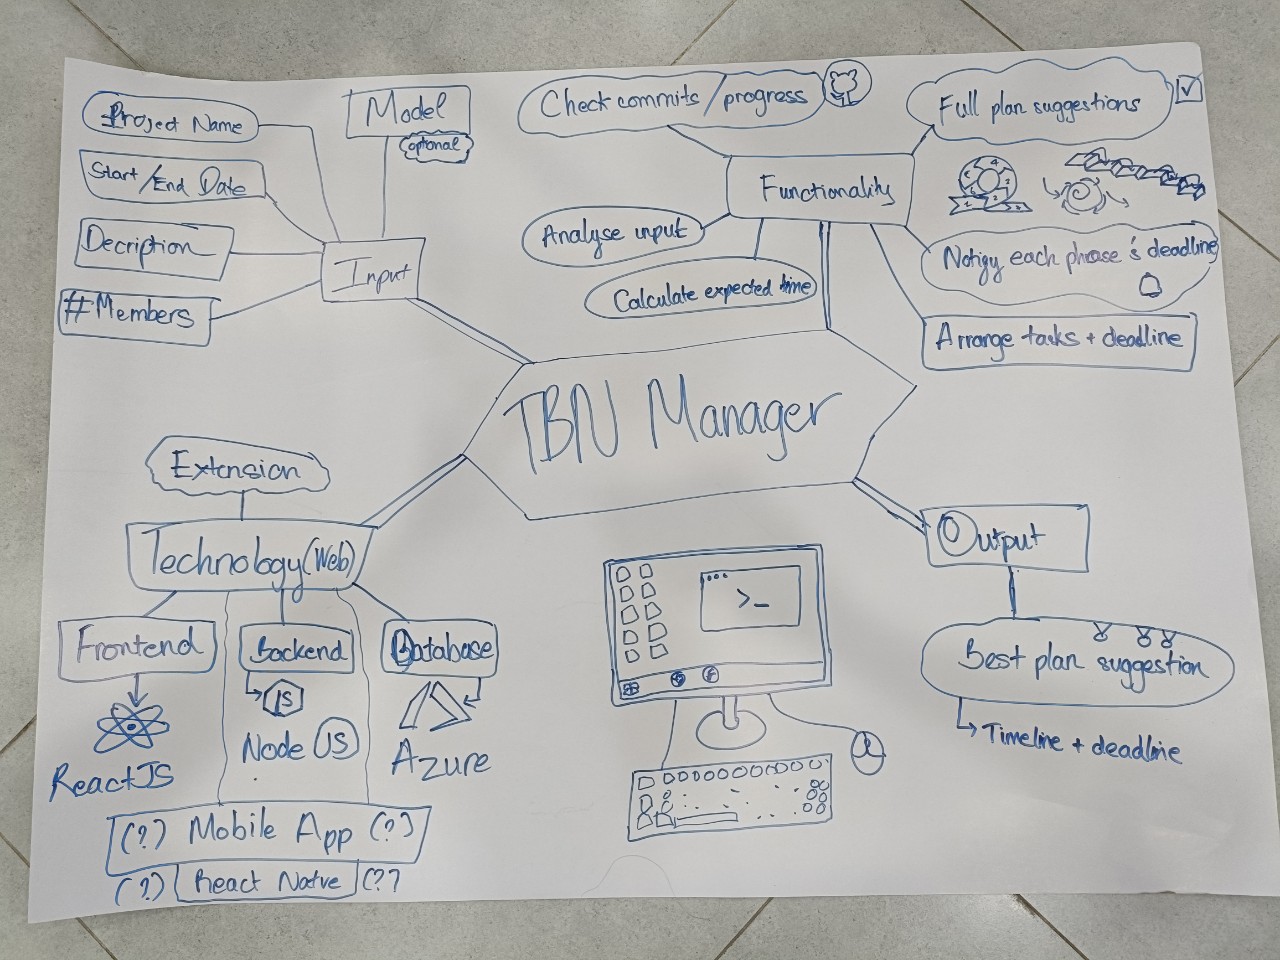 Project Name
Start/End Date
Decription
#Members
Model
optional
Input
Check commits/progress
Full plan suggestions
Functionality
Analyse input
Calculate expected time
Notigy each phrase's deadline
Arrange tasks + deadline
TBN Manager
Extension
Technology(Web)
Frontend
Backend
Database
JS
ReactJS
Node JS
Azure
(?) Mobile App (??)
(?) React Native (??
>_
Output
Best plan suggestion
Timeline + deadline